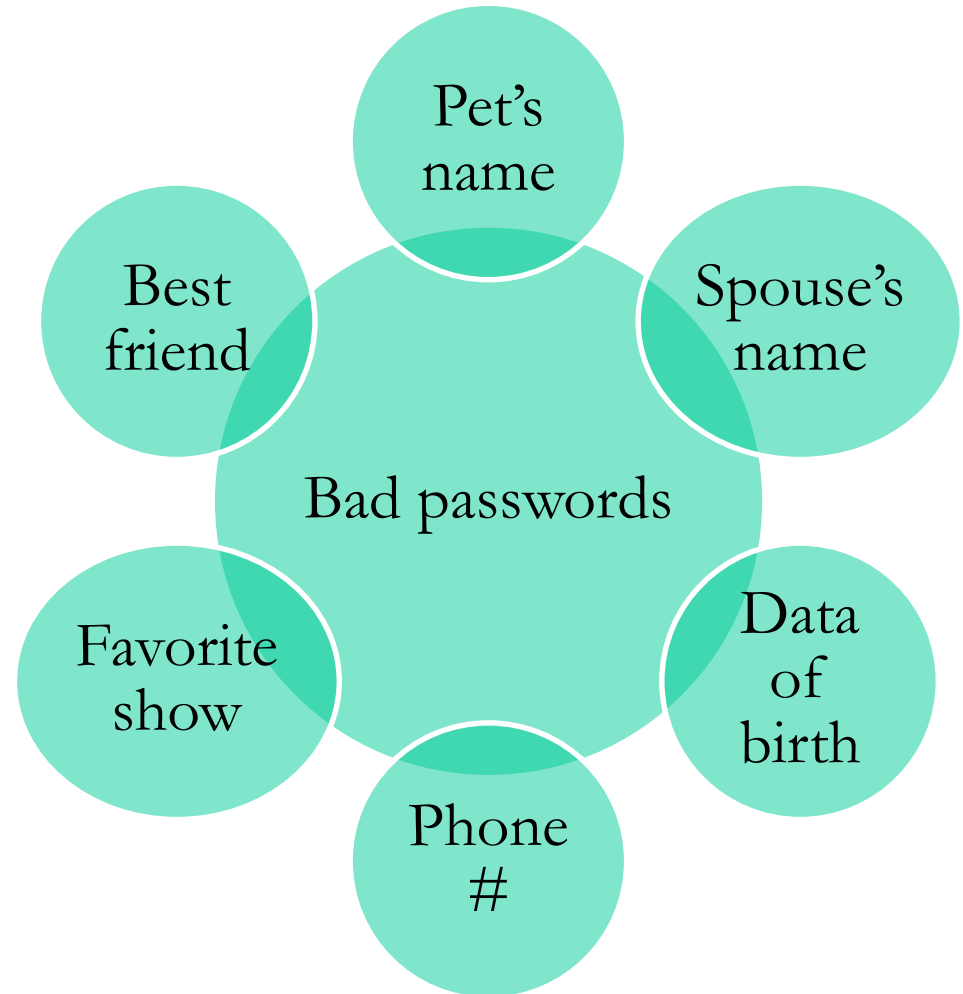 Pet’s
name
Spouse’s
name
Data
of
birth
Phone
#
Favorite
show
Best
friend
Bad passwords